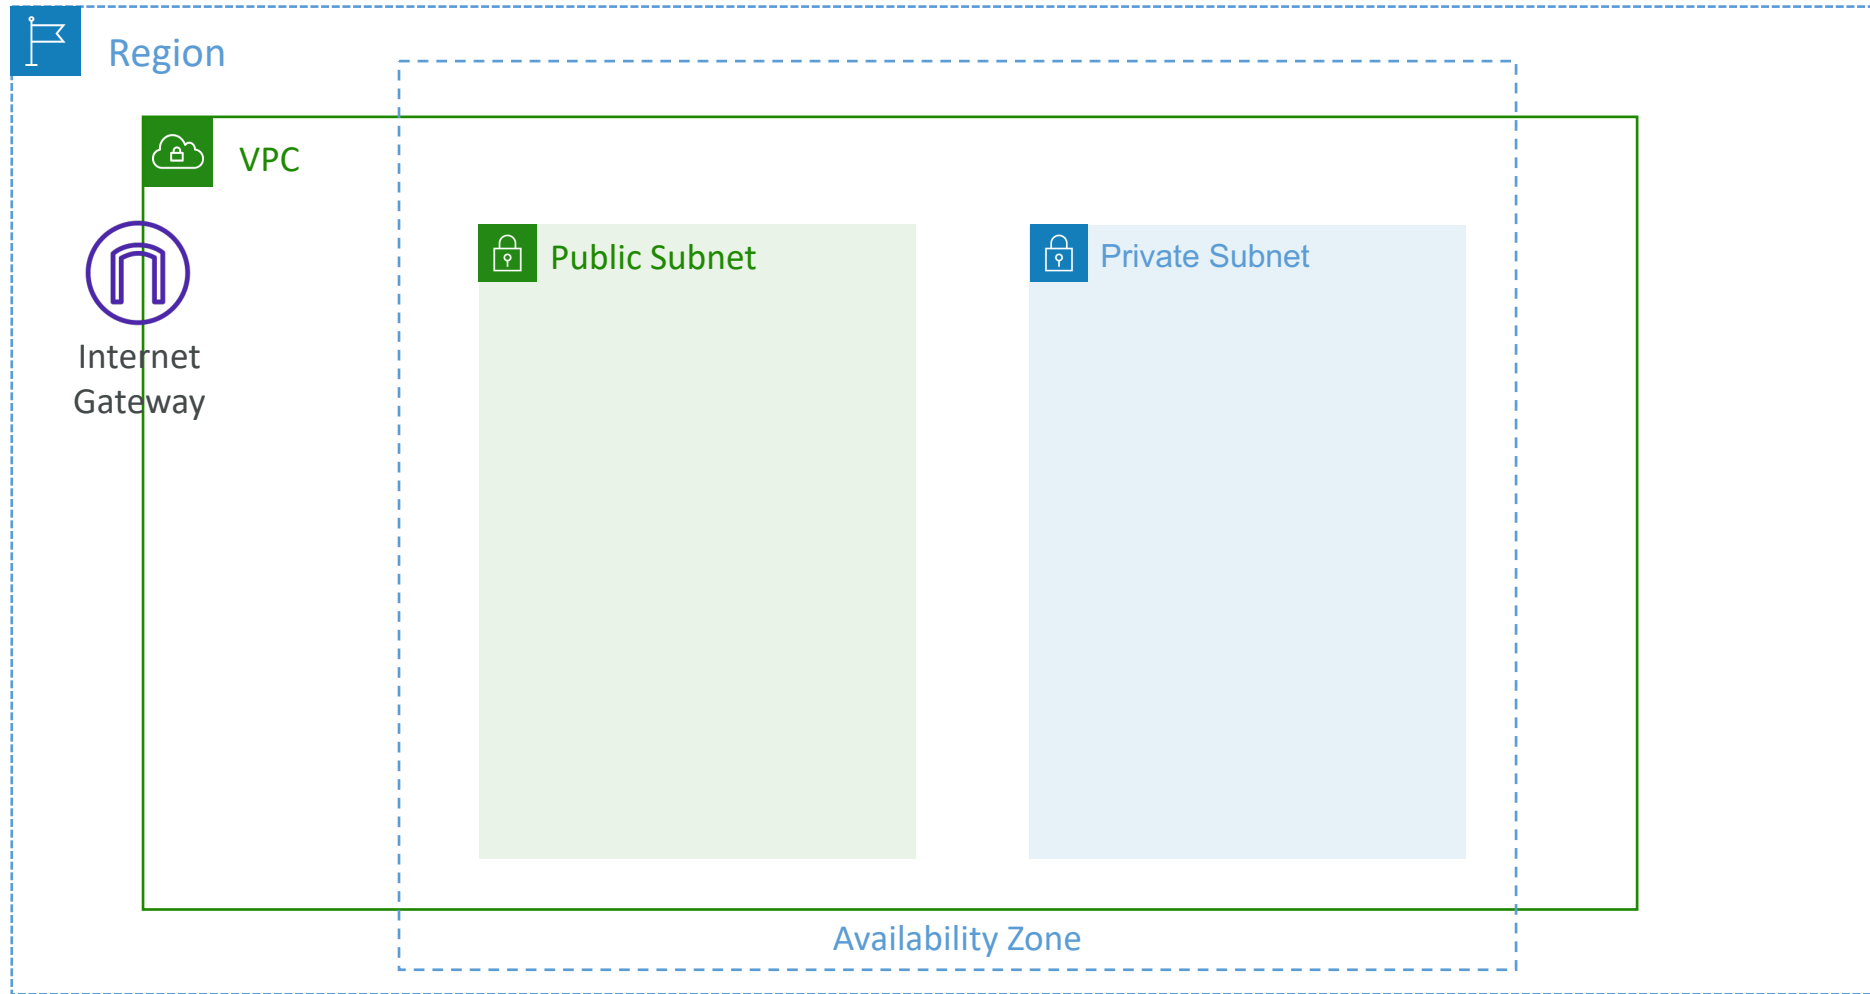 Region
VPC
Public Subnet
Private Subnet
Internet
Gateway
Availability Zone